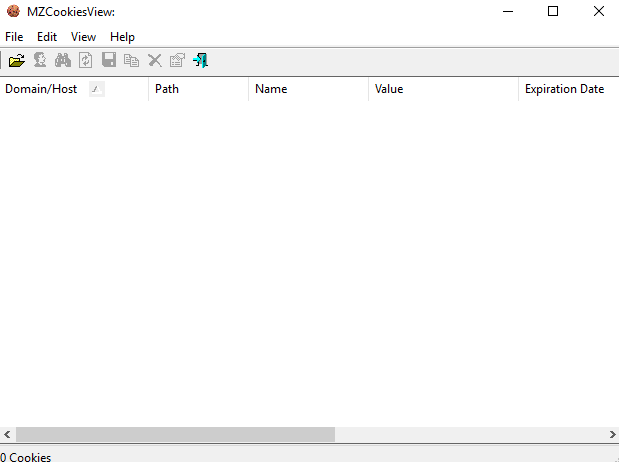 MZCookiesView:
File Edit View Help
Domain/Host Path Name Value Expiration Date
0 Cookies